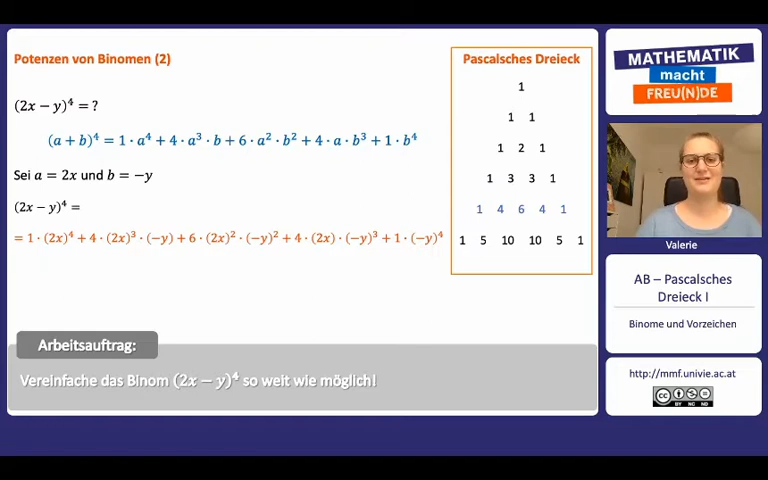 Potenzen von Binomen (2)
(2x − y)⁴ = ?
(a + b)⁴ = 1 · a⁴ + 4 · a³ · b + 6 · a² · b² + 4 · a · b³ + 1 · b⁴
Sei a = 2x und b = −y
(2x − y)⁴ =
= 1 · (2x)⁴ + 4 · (2x)³ · (−y) + 6 · (2x)² · (−y)² + 4 · (2x) · (−y)³ + 1 · (−y)⁴
Arbeitsauftrag:
Vereinfache das Binom (2x − y)⁴ so weit wie möglich!
Pascalsches Dreieck
1
1 1
1 2 1
1 3 3 1
1 4 6 4 1
1 5 10 10 5 1
MATHEMATIK
macht
FREU(N)DE
Valerie
AB – Pascalsches
Dreieck I
Binome und Vorzeichen
http://mmf.univie.ac.at
cc
BY NC ND